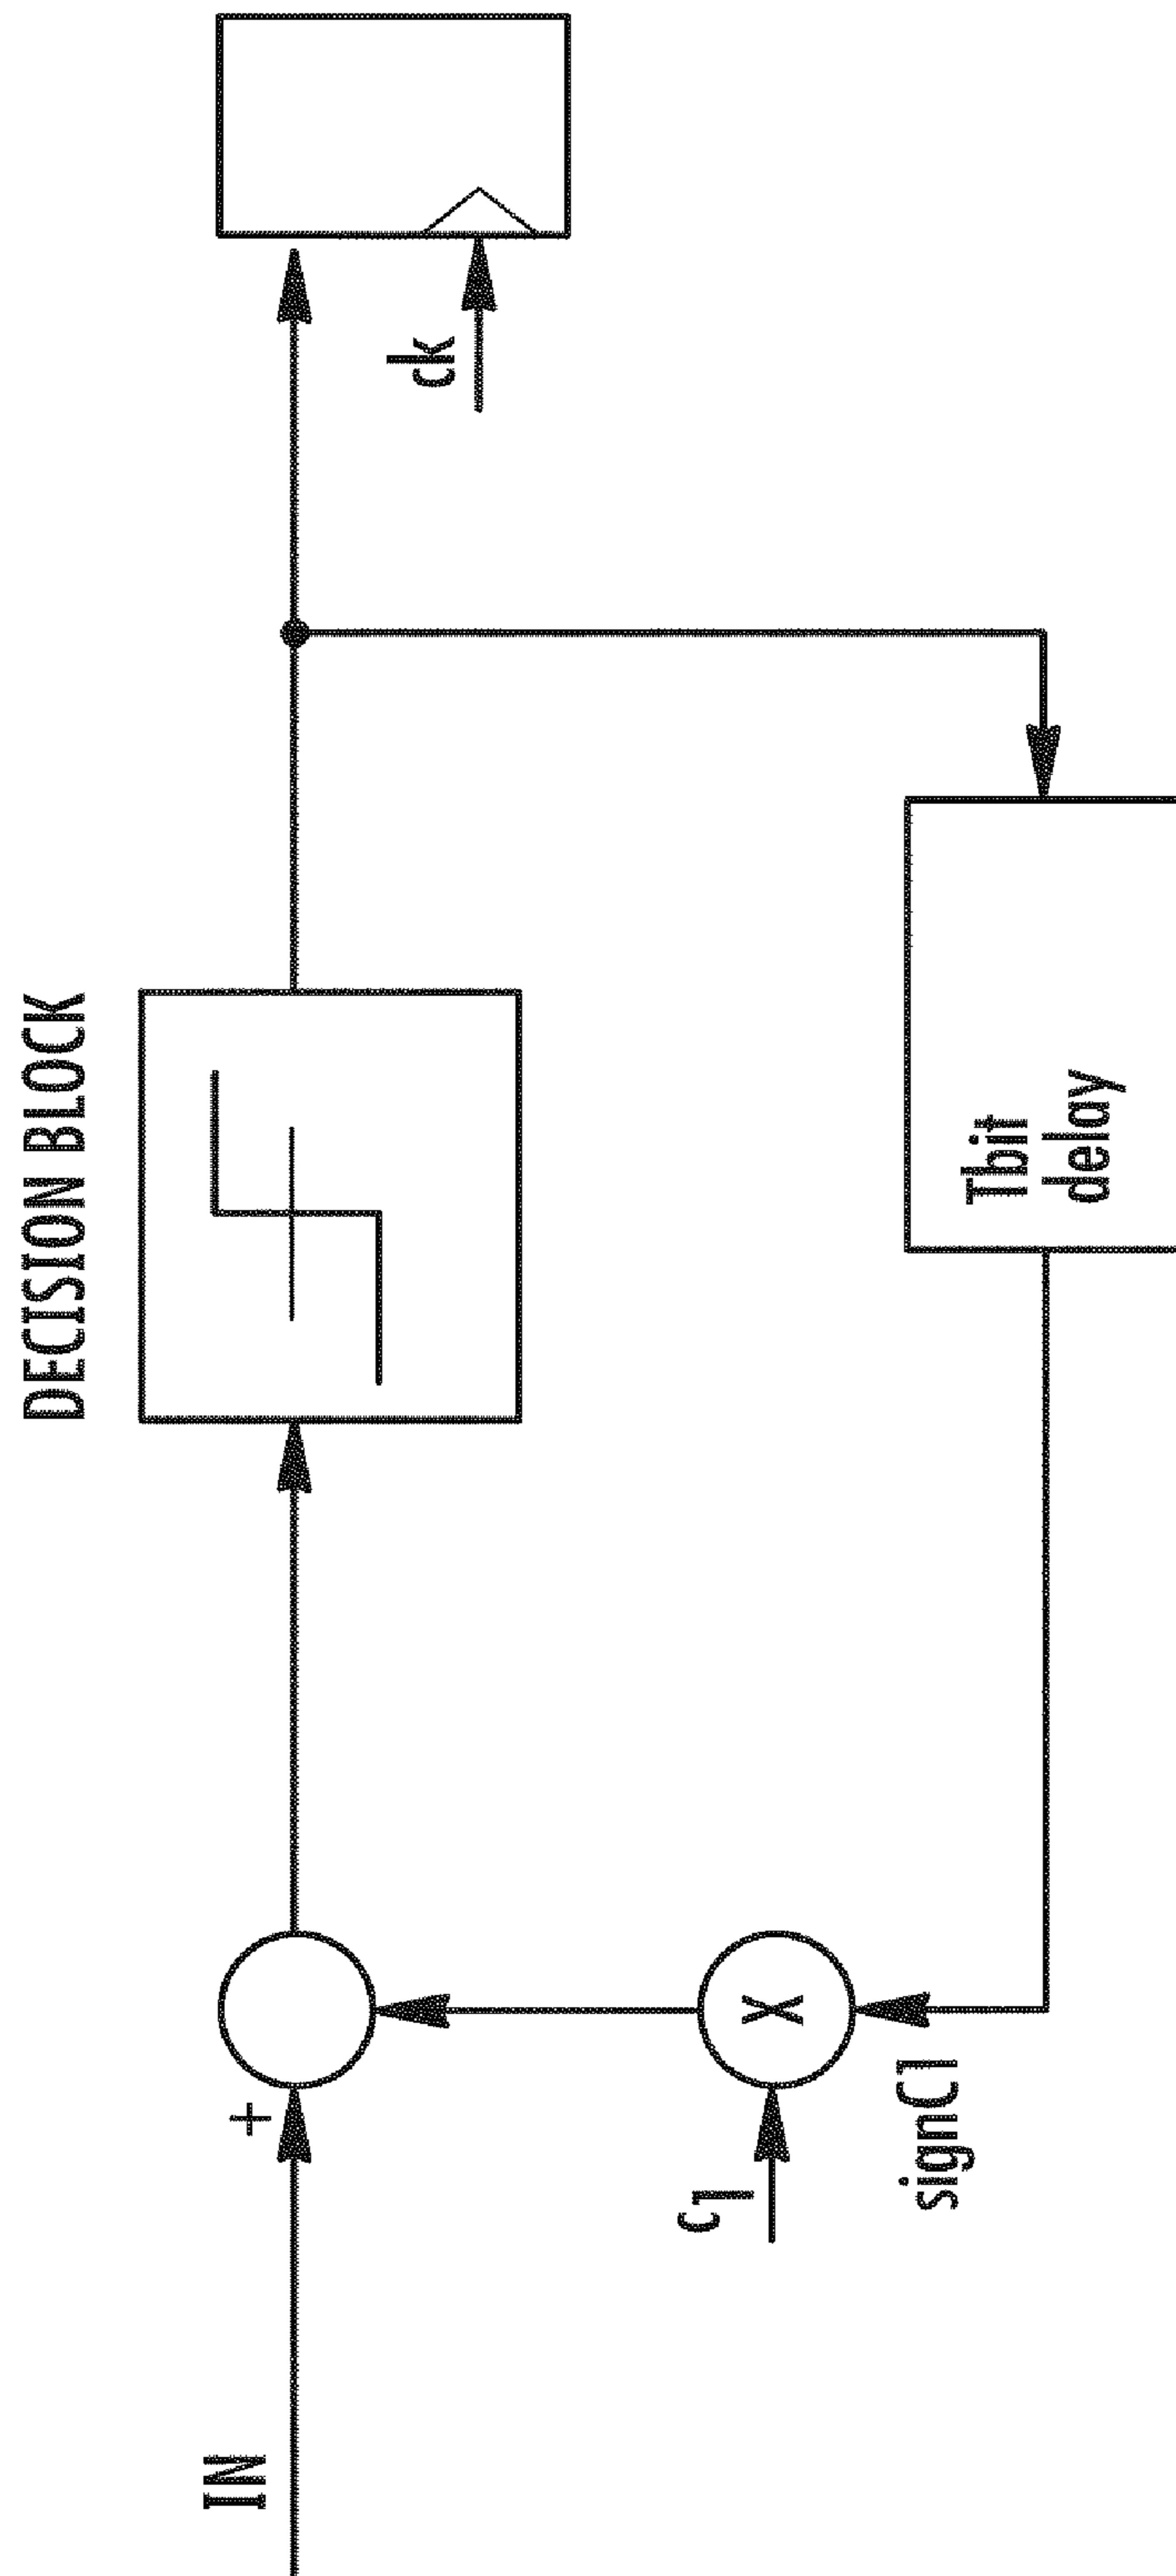 DECISION BLOCK
IN
+
ck
c1
X
signC1
Tbit
delay